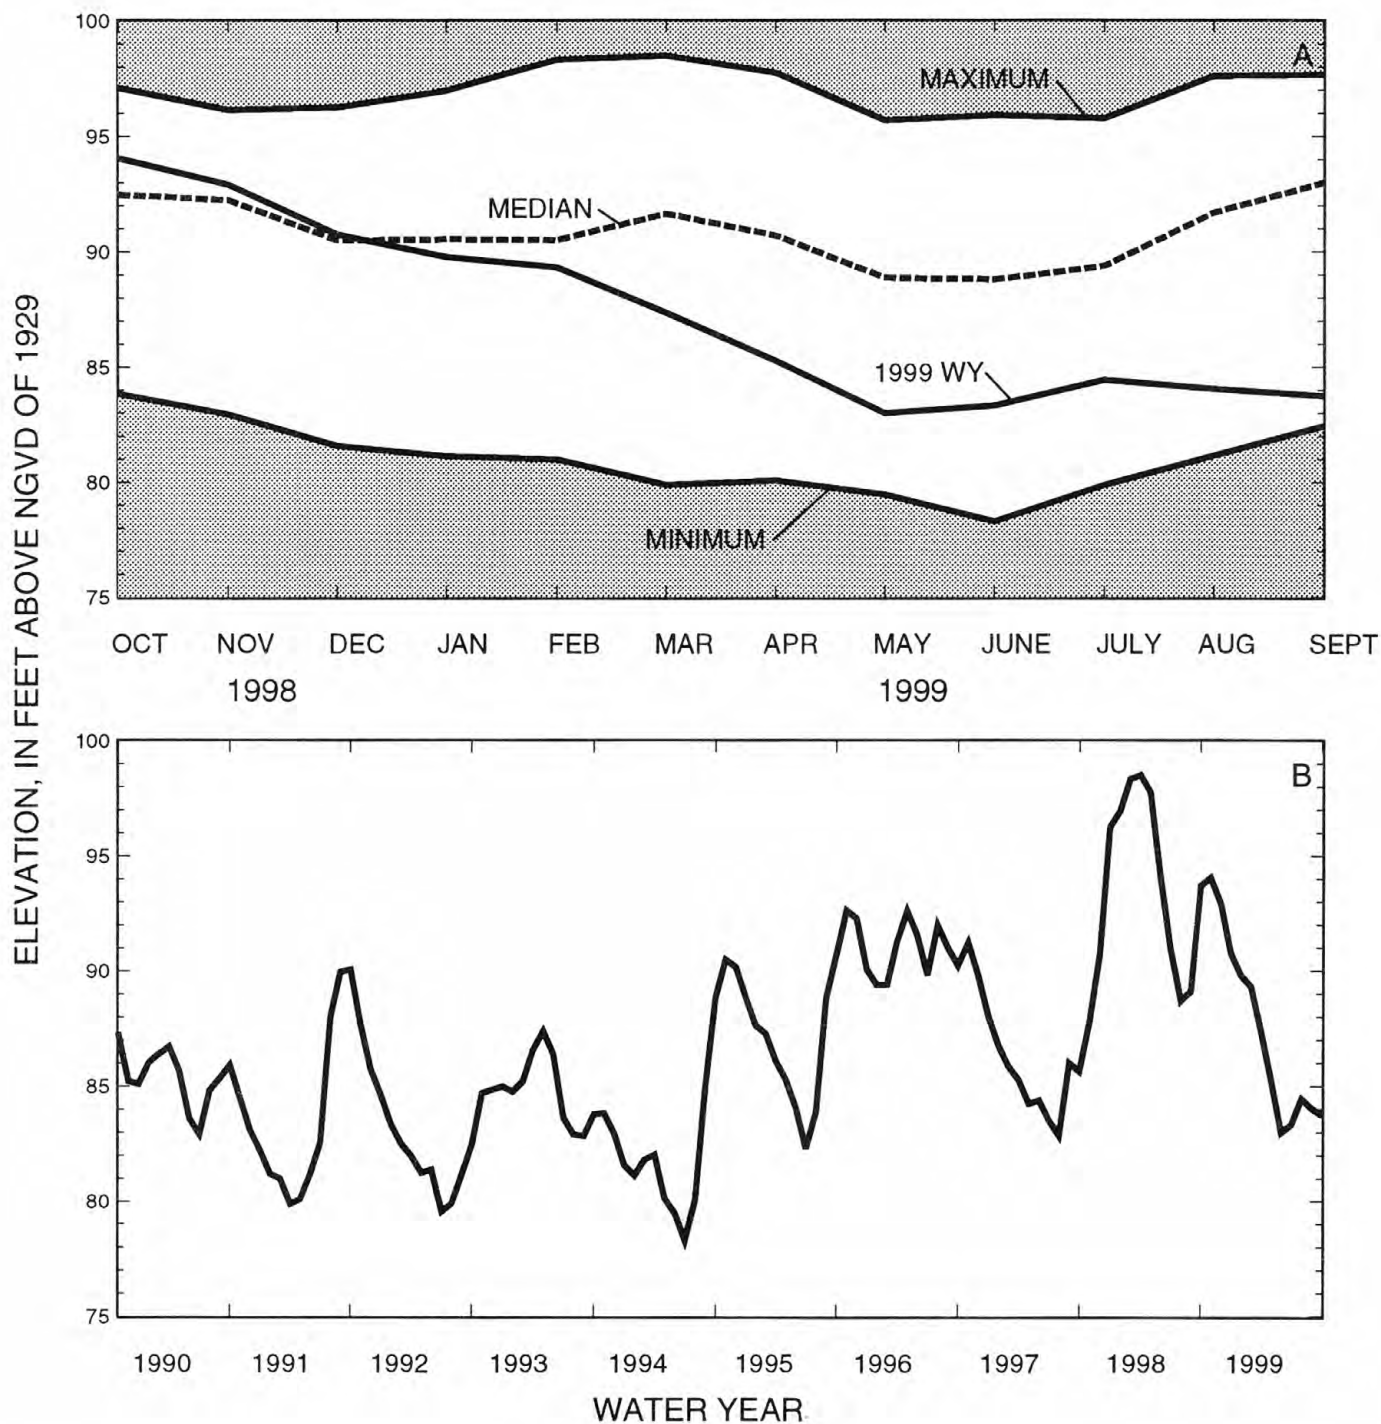 ELEVATION, IN FEET ABOVE NGVD OF 1929
100
A
MAXIMUM
95
MEDIAN
90
85
1999 WY
80
MINIMUM
75
OCT NOV DEC JAN FEB MAR APR MAY JUNE JULY AUG SEPT
1998 1999
100
B
95
90
85
80
75
1990 1991 1992 1993 1994 1995 1996 1997 1998 1999
WATER YEAR